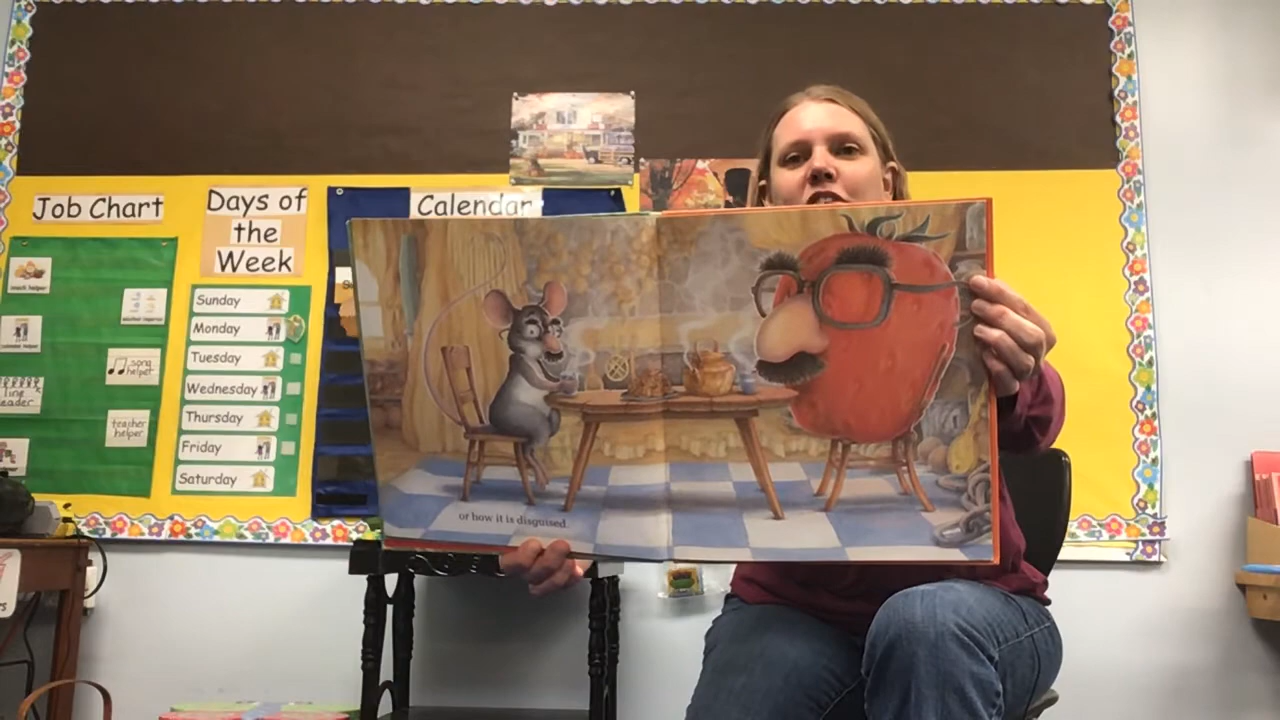 Job Chart
Days of
the
Week
Calendar
snack helper
song
helper
line
leader
teacher
helper
Sunday
Monday
Tuesday
Wednesday
Thursday
Friday
Saturday
or how it is disguised.